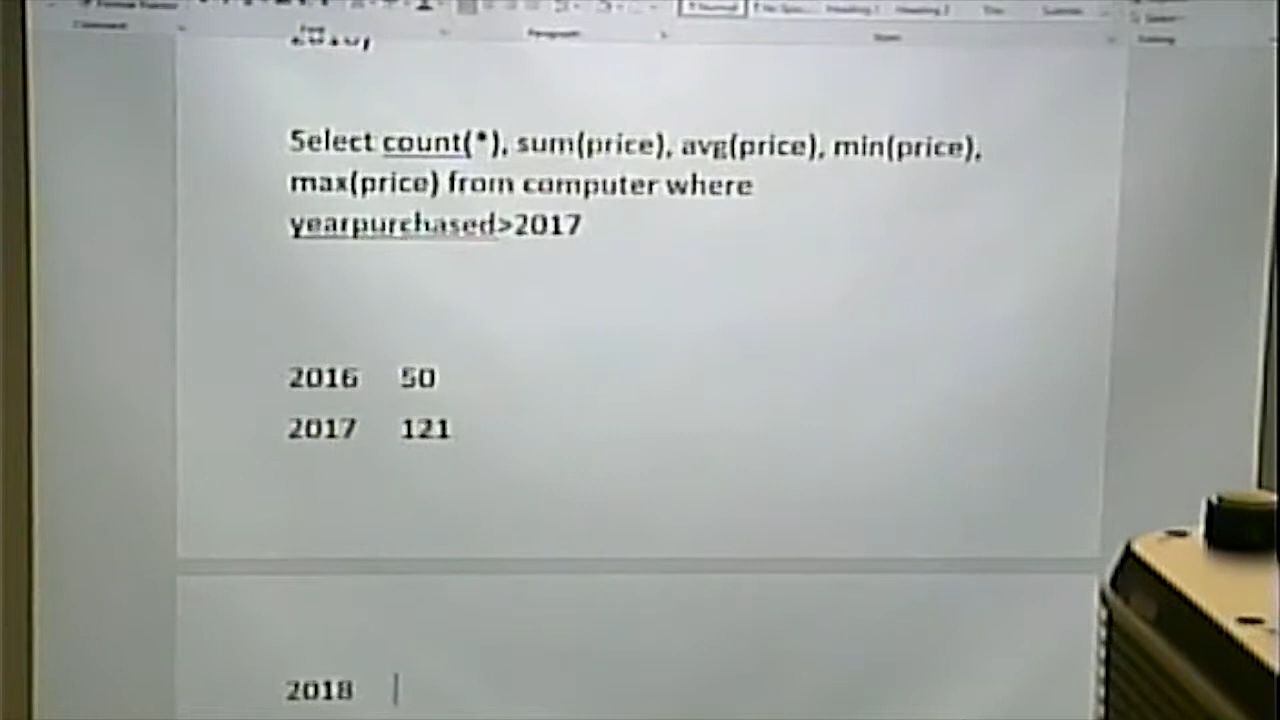 Select count(*), sum(price), avg(price), min(price),
max(price) from computer where
yearpurchased>2017
2016 50
2017 121
2018